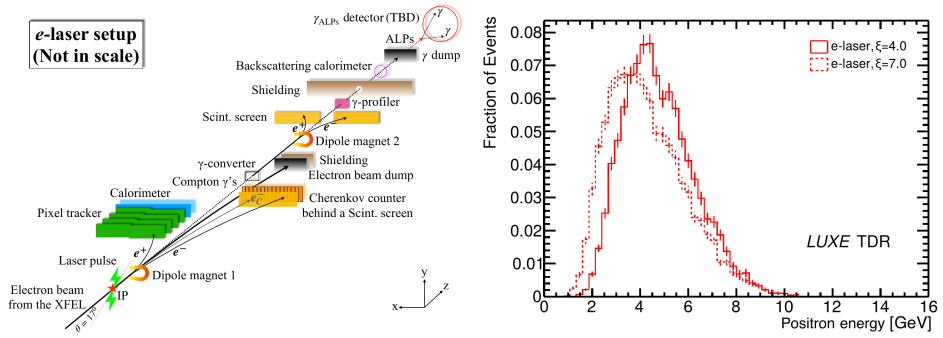 e-laser setup
(Not in scale)
γALPs detector (TBD)
γ
γ
ALPs
γ dump
Backscattering calorimeter
Shielding
γ-profiler
Scint. screen
e⁺
e⁻
Dipole magnet 2
γ-converter
Shielding
Electron beam dump
Compton γ's
Calorimeter
e⁻C
Cherenkov counter
behind a Scint. screen
Pixel tracker
e⁺
e⁻
Laser pulse
Dipole magnet 1
IP
Electron beam
from the XFEL
θ = 17°
y
z
x
Fraction of Events
0.08
0.07
0.06
0.05
0.04
0.03
0.02
0.01
0
e-laser, ξ=4.0
e-laser, ξ=7.0
LUXE TDR
0 2 4 6 8 10 12 14 16
Positron energy [GeV]